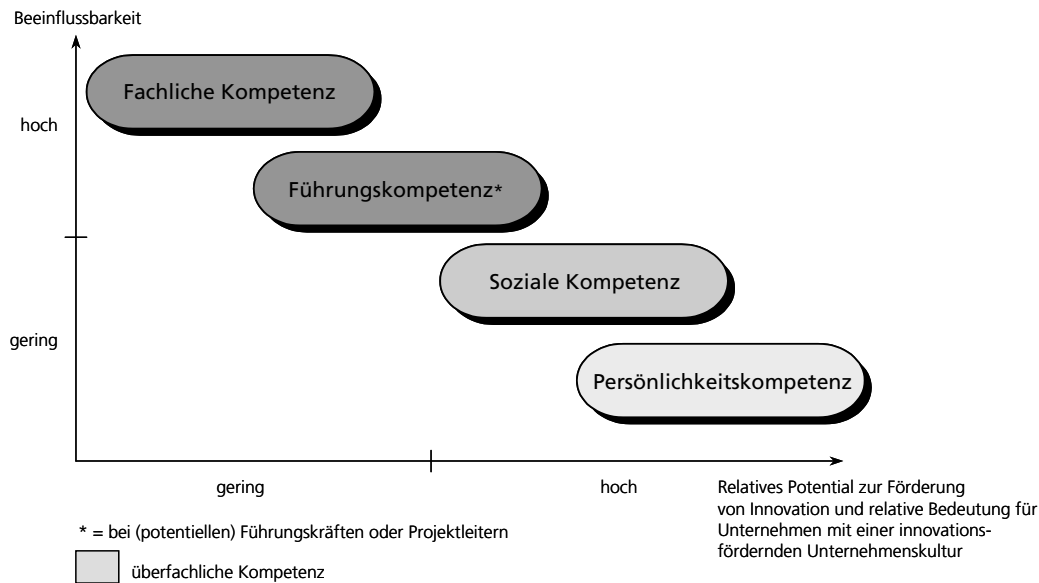 Beeinflussbarkeit
Fachliche Kompetenz
hoch
Führungskompetenz*
Soziale Kompetenz
gering
Persönlichkeitskompetenz
gering
hoch
Relatives Potential zur Förderung
von Innovation und relative Bedeutung für
Unternehmen mit einer innovations-
fördernden Unternehmenskultur
* = bei (potentiellen) Führungskräften oder Projektleitern
überfachliche Kompetenz